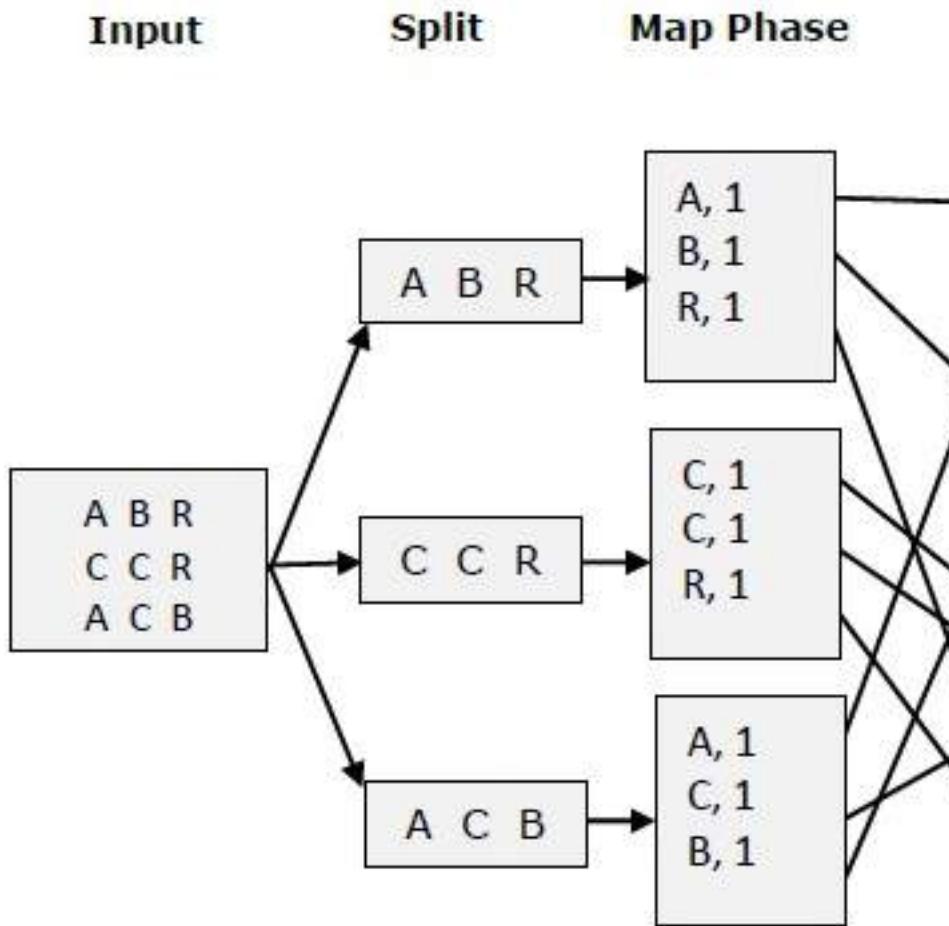 Input
Split
Map Phase
A B R
C C R
A C B
A B R
C C R
A C B
A, 1
B, 1
R, 1
C, 1
C, 1
R, 1
A, 1
C, 1
B, 1